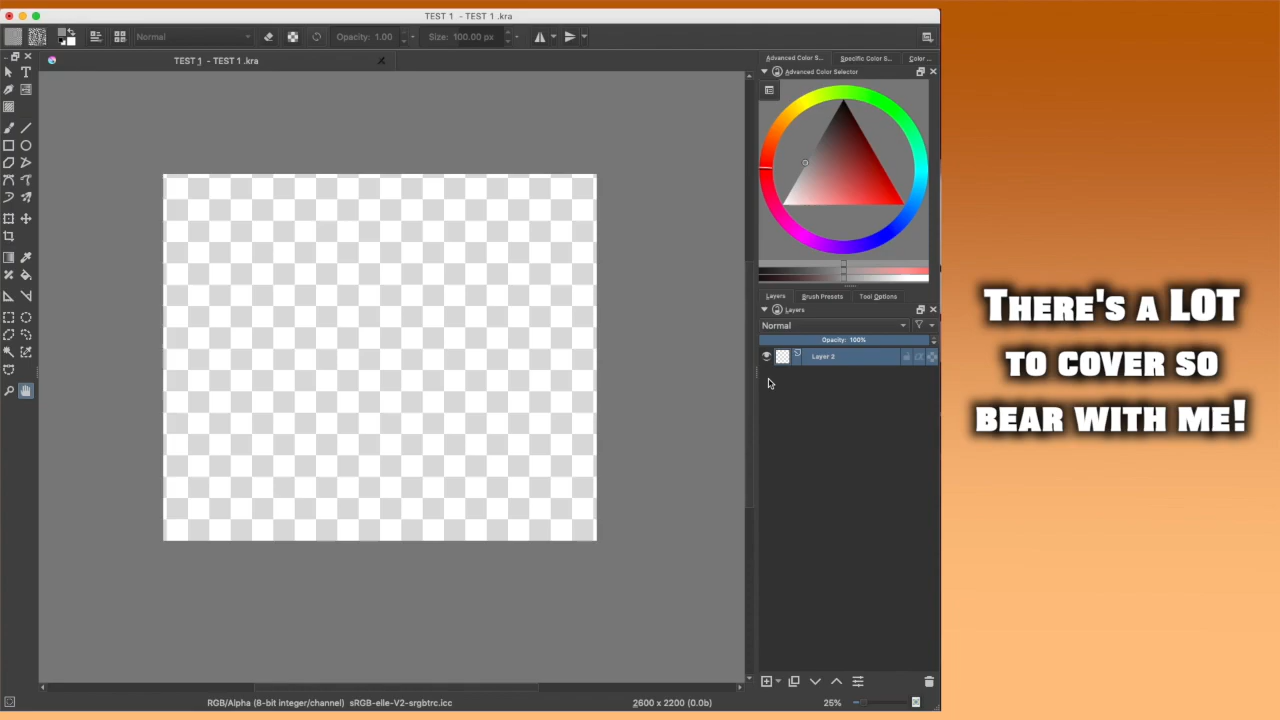 TEST 1 - TEST 1 .kra
Normal
Opacity: 1.00
Size: 100.00 px
TEST 1 - TEST 1 .kra
Advanced Color S...
Specific Color S...
Color ...
Advanced Color Selector
Layers
Brush Presets
Tool Options
Layers
Normal
Opacity: 100%
Layer 2
RGB/Alpha (8-bit integer/channel) sRGB-elle-V2-srgbtrc.icc
2600 x 2200 (0.0b)
25%
There's a LOT
to cover so
bear with me!